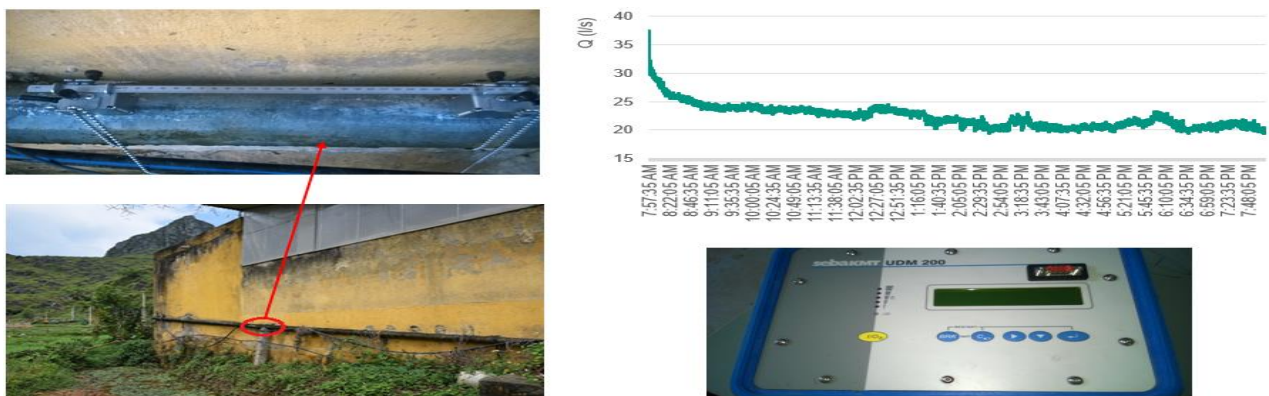 Q (l/s)
40
35
30
25
20
15
7:57:35 AM
8:22:05 AM
8:46:35 AM
9:11:05 AM
9:35:35 AM
10:00:05 AM
10:24:35 AM
10:49:05 AM
11:13:35 AM
11:38:05 AM
12:02:35 PM
12:27:05 PM
12:51:35 PM
1:16:05 PM
1:40:35 PM
2:05:05 PM
2:29:35 PM
2:54:05 PM
3:18:35 PM
3:43:05 PM
4:07:35 PM
4:32:05 PM
4:56:35 PM
5:21:05 PM
5:45:35 PM
6:10:05 PM
6:34:35 PM
6:59:05 PM
7:23:35 PM
7:48:05 PM
sebaKMT UDM 200